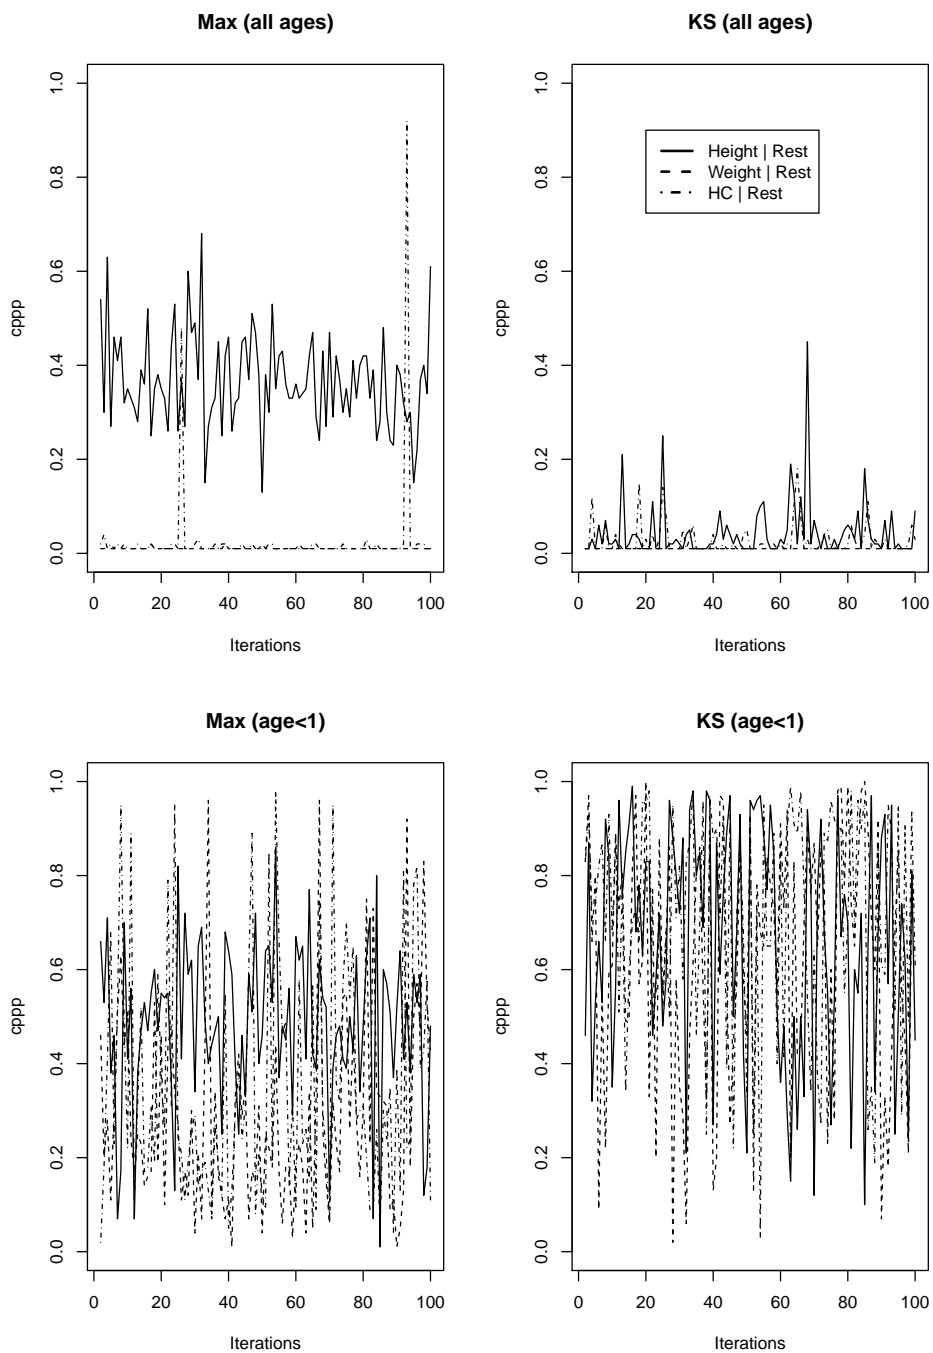 Max (all ages)
cppp
1.0
0.8
0.6
0.4
0.2
0.0
0 20 40 60 80 100
Iterations
KS (all ages)
cppp
1.0
0.8
0.6
0.4
0.2
0.0
Height | Rest
Weight | Rest
HC | Rest
0 20 40 60 80 100
Iterations
Max (age<1)
cppp
1.0
0.8
0.6
0.4
0.2
0.0
0 20 40 60 80 100
Iterations
KS (age<1)
cppp
1.0
0.8
0.6
0.4
0.2
0.0
0 20 40 60 80 100
Iterations